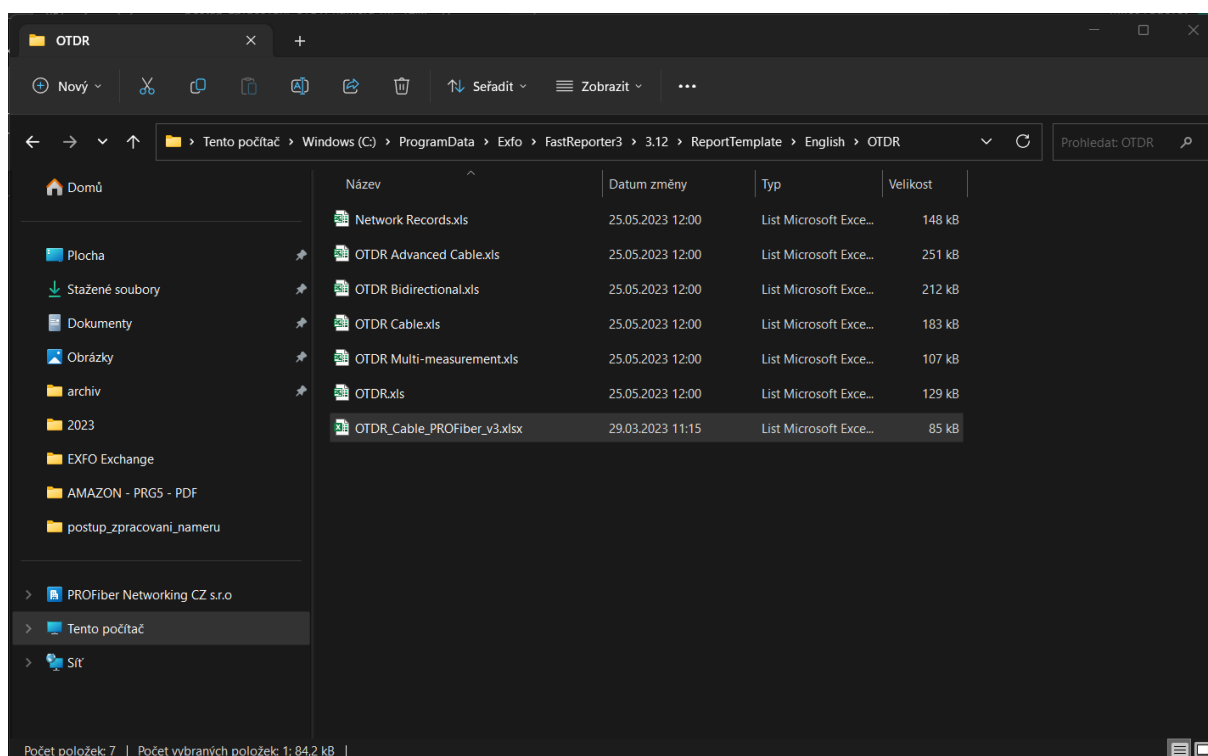 OTDR
Nový
Seřadit
Zobrazit
Tento počítač › Windows (C:) › ProgramData › Exfo › FastReporter3 › 3.12 › ReportTemplate › English › OTDR
Prohledat: OTDR
Domů
Plocha
Stažené soubory
Dokumenty
Obrázky
archiv
2023
EXFO Exchange
AMAZON - PRG5 - PDF
postup_zpracovani_nameru
PROFiber Networking CZ s.r.o
Tento počítač
Síť
Název Datum změny Typ Velikost
Network Records.xls 25.05.2023 12:00 List Microsoft Exce... 148 kB
OTDR Advanced Cable.xls 25.05.2023 12:00 List Microsoft Exce... 251 kB
OTDR Bidirectional.xls 25.05.2023 12:00 List Microsoft Exce... 212 kB
OTDR Cable.xls 25.05.2023 12:00 List Microsoft Exce... 183 kB
OTDR Multi-measurement.xls 25.05.2023 12:00 List Microsoft Exce... 107 kB
OTDR.xls 25.05.2023 12:00 List Microsoft Exce... 129 kB
OTDR_Cable_PROFiber_v3.xlsx 29.03.2023 11:15 List Microsoft Exce... 85 kB
Počet položek: 7 | Počet vybraných položek: 1; 84,2 kB |